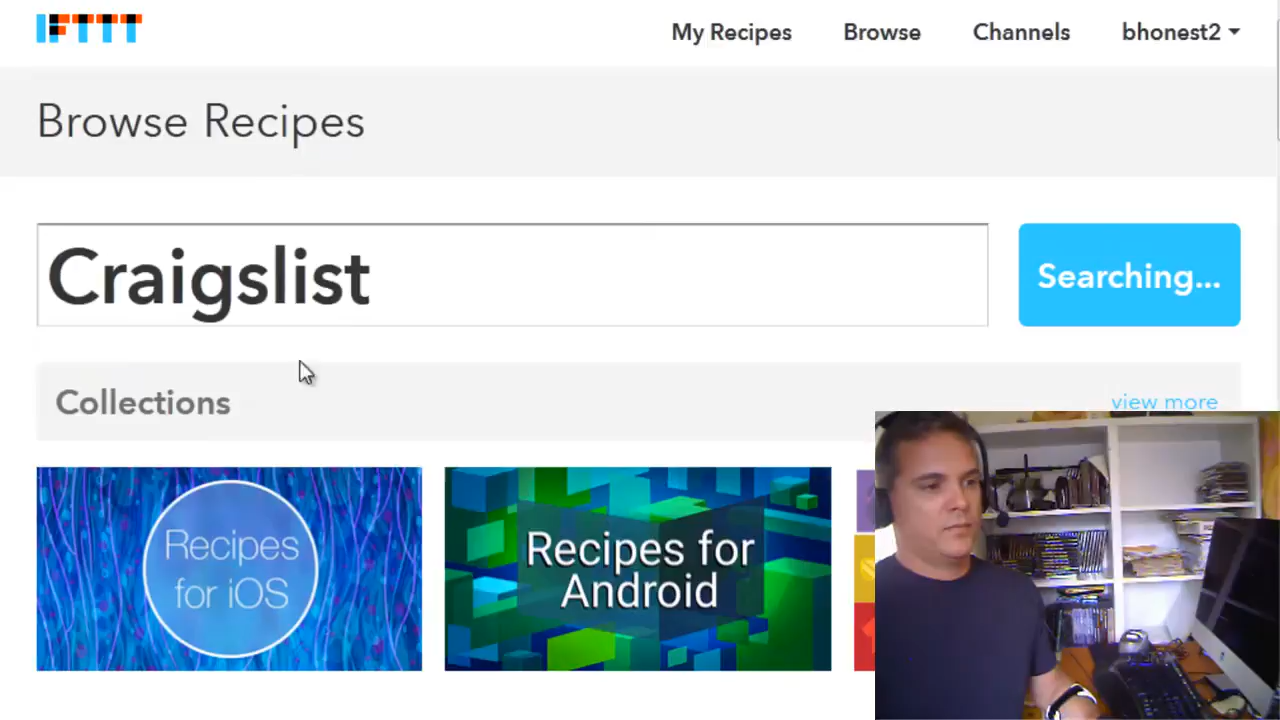 IFTTT
My Recipes
Browse
Channels
bhonest2
Browse Recipes
Craigslist
Searching...
Collections
view more
Recipes
for iOS
Recipes for
Android